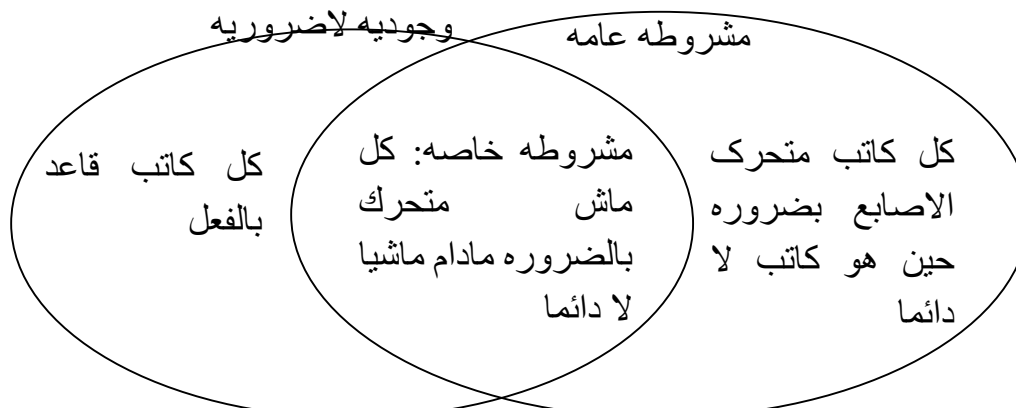 مشروطه عامه
وجوديه لاضروريه
كل كاتب متحرک
الاصابع بضروره
حين هو كاتب لا
دائما
مشروطه خاصه: كل
ماش متحرك
بالضروره مادام ماشيا
لا دائما
كل كاتب قاعد
بالفعل